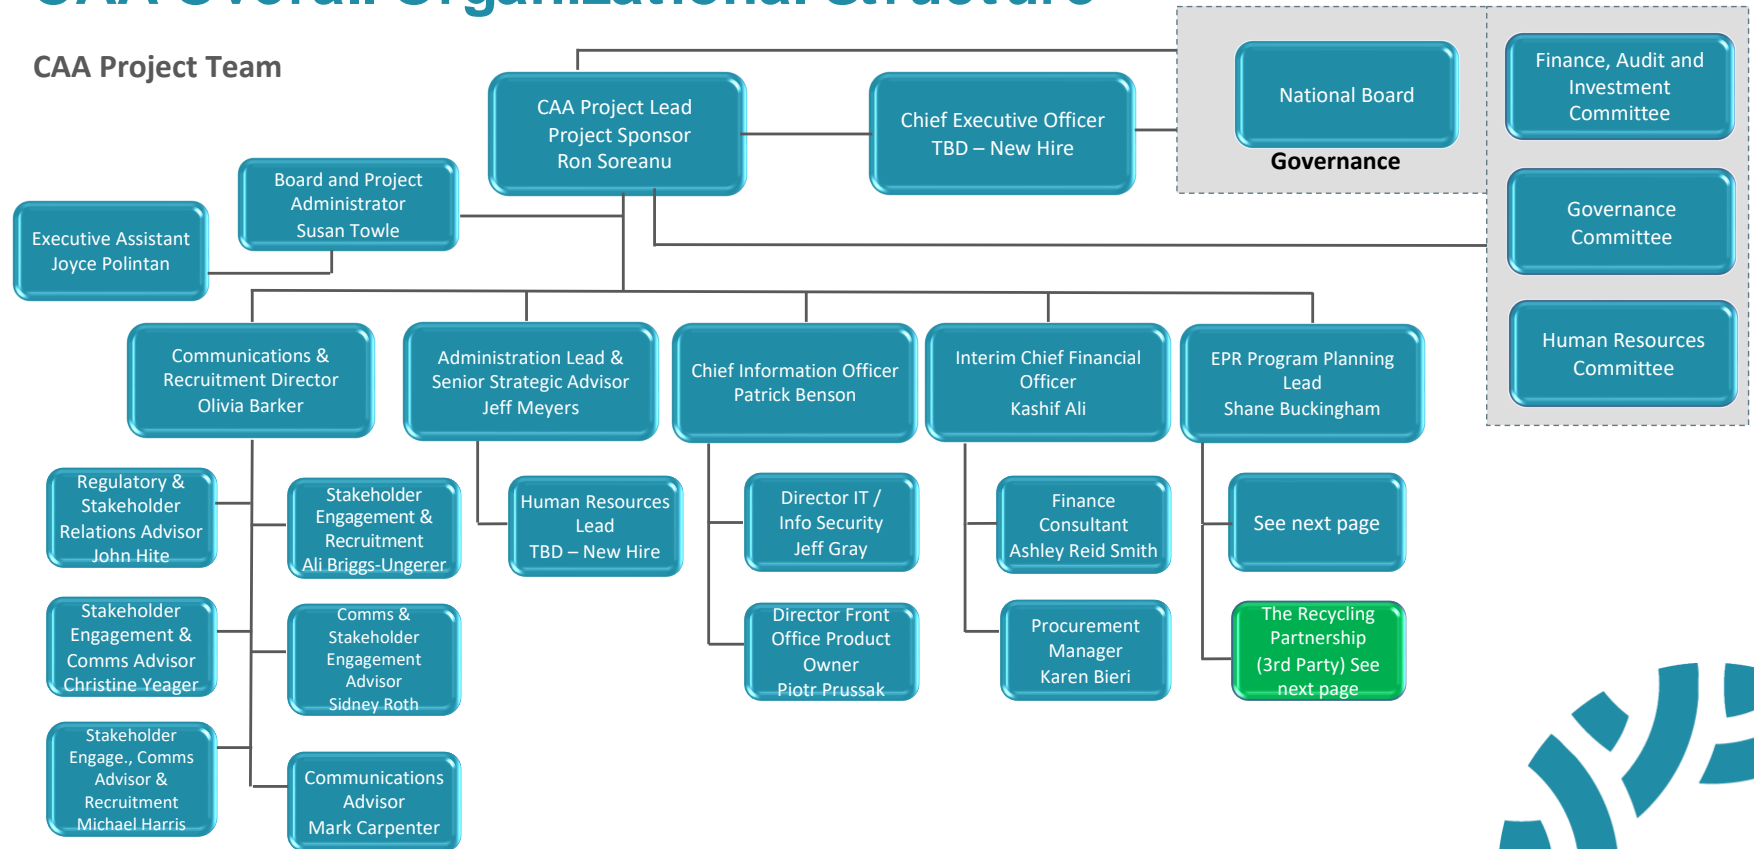 CAA Overall Organizational Structure
CAA Project Team
CAA Project Lead
Project Sponsor
Ron Soreanu
Chief Executive Officer
TBD – New Hire
National Board
Governance
Finance, Audit and
Investment
Committee
Governance
Committee
Human Resources
Committee
Board and Project
Administrator
Susan Towle
Executive Assistant
Joyce Polintan
Communications &
Recruitment Director
Olivia Barker
Administration Lead &
Senior Strategic Advisor
Jeff Meyers
Chief Information Officer
Patrick Benson
Interim Chief Financial
Officer
Kashif Ali
EPR Program Planning
Lead
Shane Buckingham
Regulatory &
Stakeholder
Relations Advisor
John Hite
Stakeholder
Engagement &
Recruitment
Ali Briggs-Ungerer
Human Resources
Lead
TBD – New Hire
Director IT /
Info Security
Jeff Gray
Finance
Consultant
Ashley Reid Smith
See next page
Stakeholder
Engagement &
Comms Advisor
Christine Yeager
Comms &
Stakeholder
Engagement
Advisor
Sidney Roth
Director Front
Office Product
Owner
Piotr Prussak
Procurement
Manager
Karen Bieri
The Recycling
Partnership
(3rd Party) See
next page
Stakeholder
Engage., Comms
Advisor &
Recruitment
Michael Harris
Communications
Advisor
Mark Carpenter